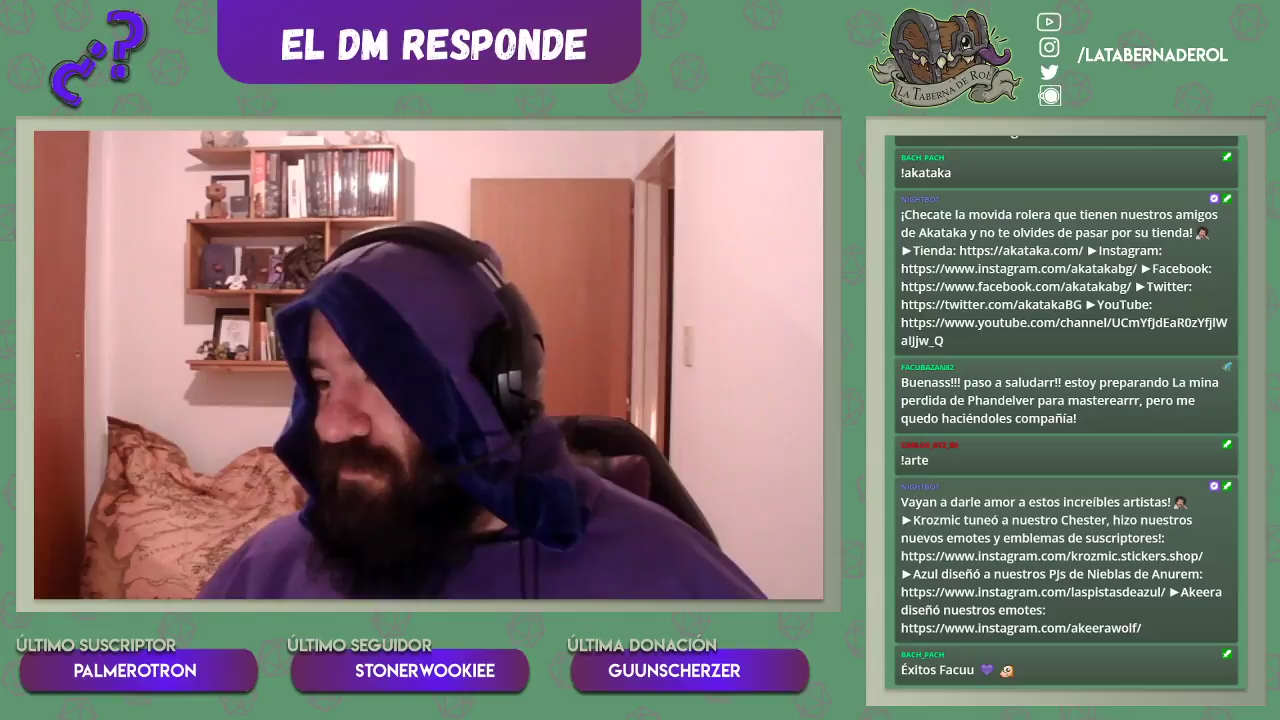 EL DM RESPONDE
LA TABERNA DE ROL
/LATABERNADEROL
BACH_PACH
!akataka
NIGHTBOT
¡Checate la movida rolera que tienen nuestros amigos
de Akataka y no te olvides de pasar por su tienda!
►Tienda: https://akataka.com/ ►Instagram:
https://www.instagram.com/akatakabg/ ►Facebook:
https://www.facebook.com/akatakabg/ ►Twitter:
https://twitter.com/akatakaBG ►YouTube:
https://www.youtube.com/channel/UCmYfJdEaR0zYfjlW
aIJjw_Q
FACUBAZAN82
Buenass!!! paso a saludarr!! estoy preparando La mina
perdida de Phandelver para masterearrr, pero me
quedo haciéndoles compañía!
!arte
NIGHTBOT
Vayan a darle amor a estos increíbles artistas!
►Krozmic tuneó a nuestro Chester, hizo nuestros
nuevos emotes y emblemas de suscriptores!:
https://www.instagram.com/krozmic.stickers.shop/
►Azul diseñó a nuestros PJs de Nieblas de Anurem:
https://www.instagram.com/laspistasdeazul/ ►Akeera
diseñó nuestros emotes:
https://www.instagram.com/akeerawolf/
BACH_PACH
Éxitos Facuu
ÚLTIMO SUSCRIPTOR
PALMEROTRON
ÚLTIMO SEGUIDOR
STONERWOOKIEE
ÚLTIMA DONACIÓN
GUUNSCHERZER